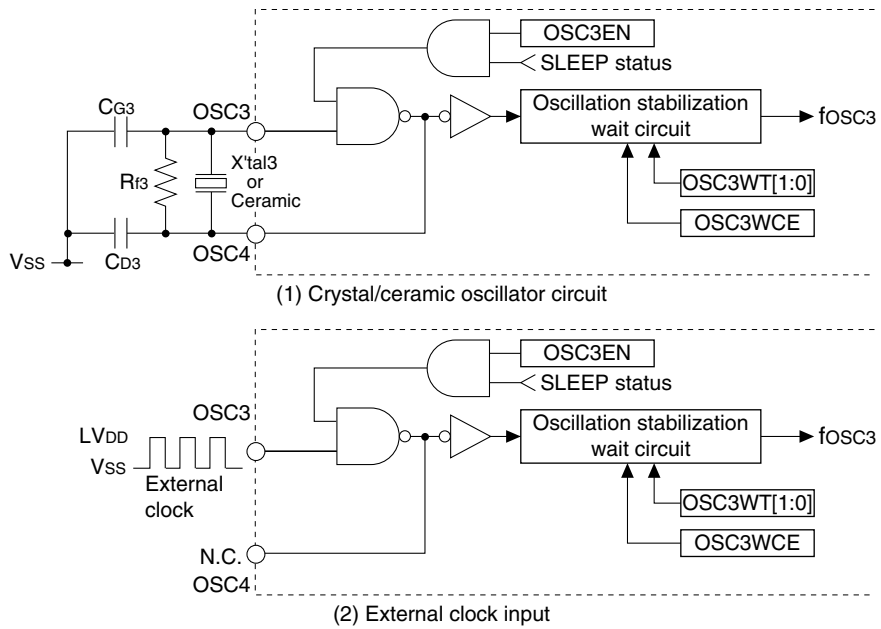 OSC3EN
SLEEP status
CG3
OSC3
Oscillation stabilization
wait circuit
fOSC3
Rf3
X'tal3
or
Ceramic
OSC3WT[1:0]
OSC3WCE
OSC4
VSS
CD3
(1) Crystal/ceramic oscillator circuit
OSC3EN
SLEEP status
OSC3
LVDD
VSS
External
clock
Oscillation stabilization
wait circuit
fOSC3
OSC3WT[1:0]
OSC3WCE
N.C.
OSC4
(2) External clock input